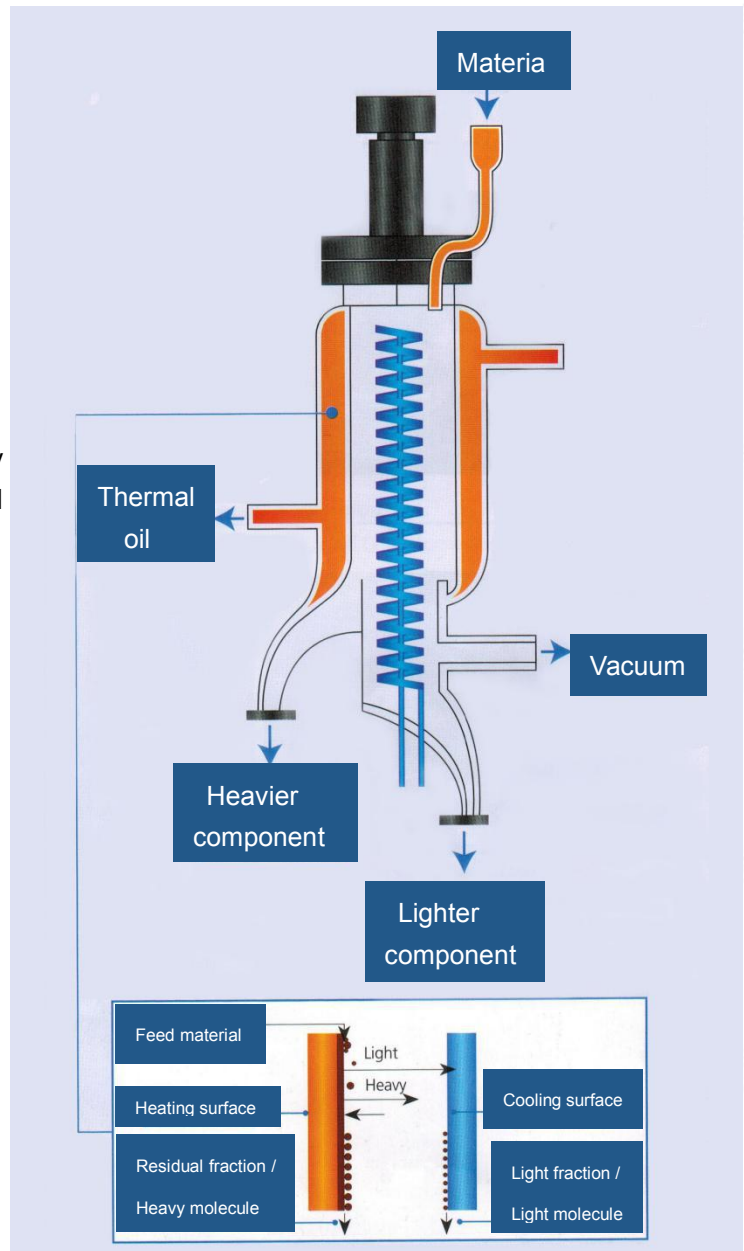 Materia
Thermal
oil
Vacuum
Heavier
component
Lighter
component
Feed material
Light
Heavy
Heating surface
Cooling surface
Residual fraction /
Heavy molecule
Light fraction /
Light molecule